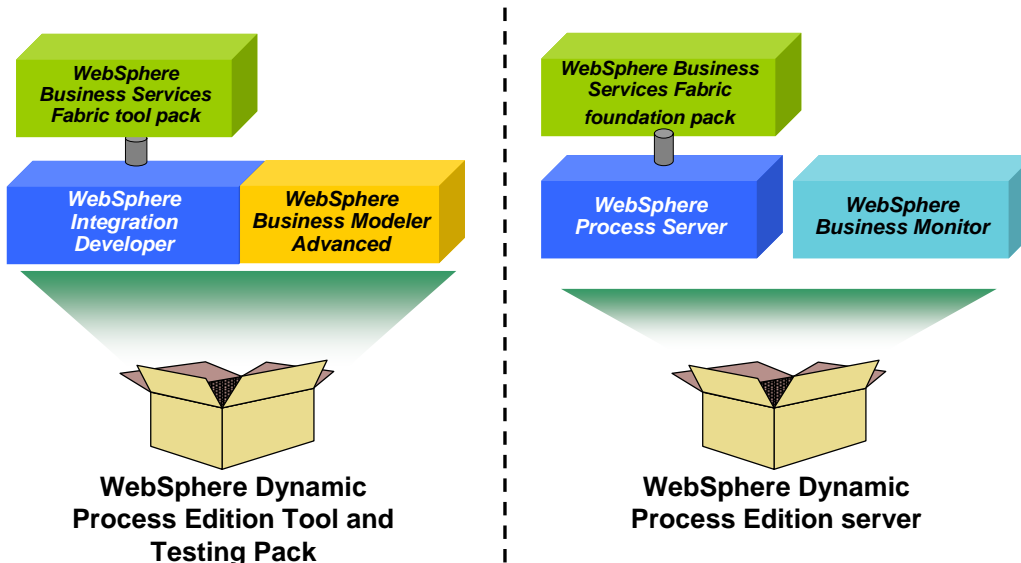 WebSphere
Business Services
Fabric tool pack
WebSphere
Integration
Developer
WebSphere
Business Modeler
Advanced
WebSphere Dynamic
Process Edition Tool and
Testing Pack
WebSphere Business
Services Fabric
foundation pack
WebSphere
Process Server
WebSphere
Business Monitor
WebSphere Dynamic
Process Edition server